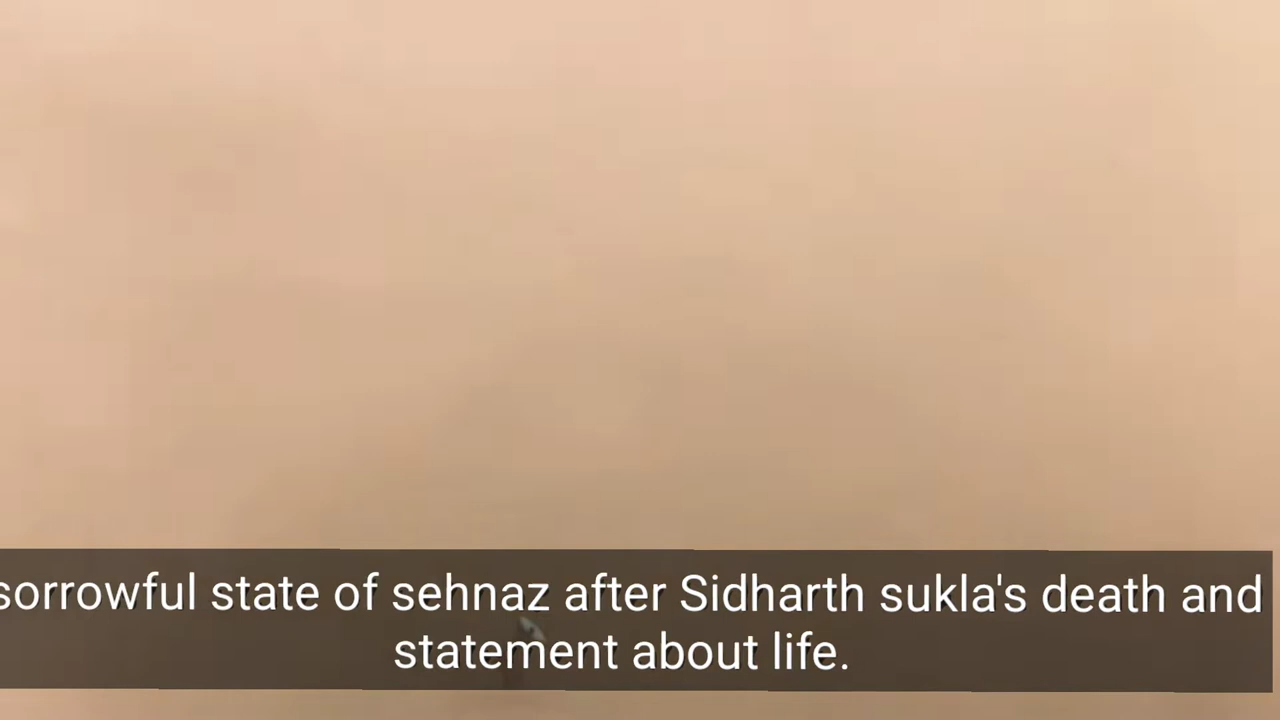 sorrowful state of sehnaz after Sidharth sukla's death and
statement about life.